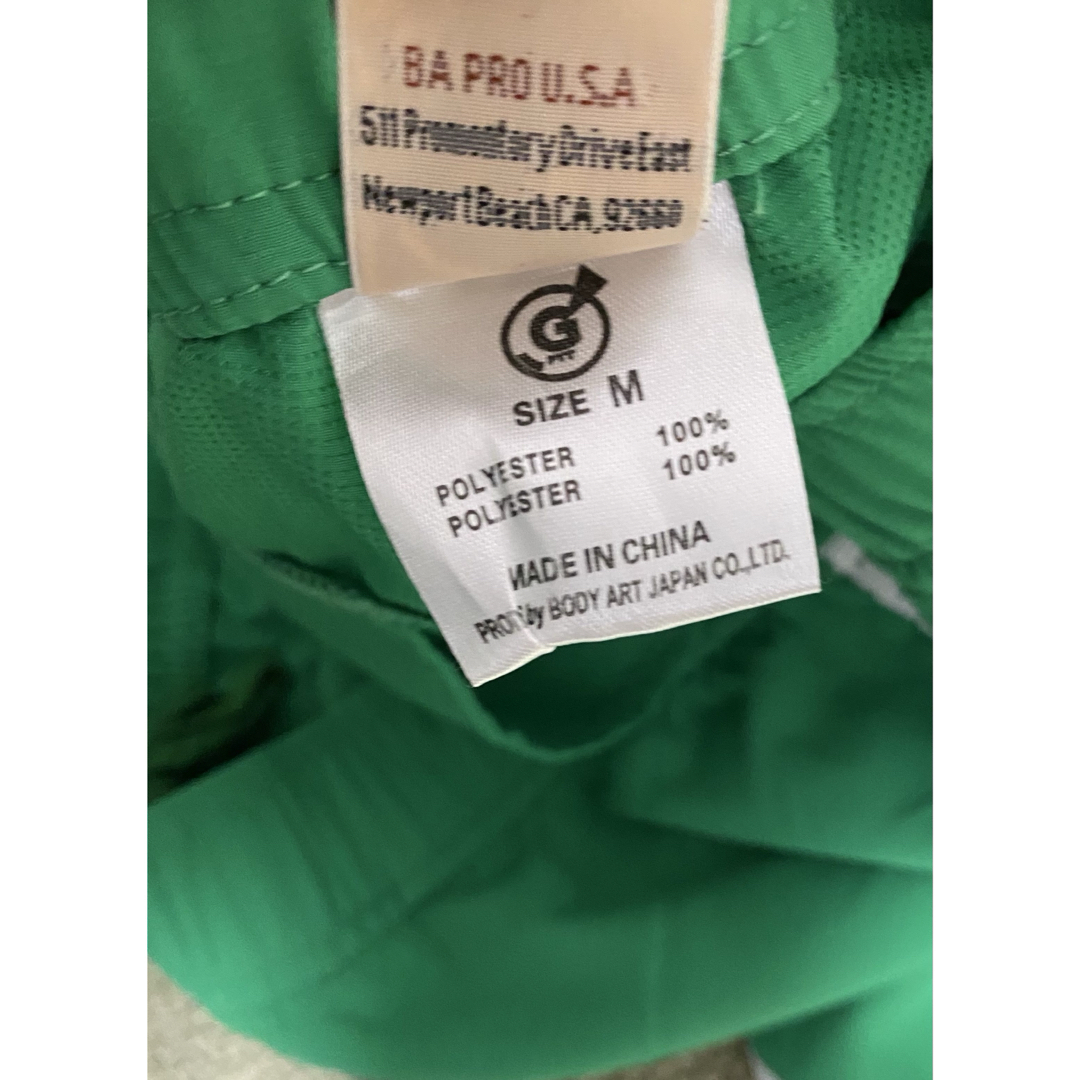 BA PRO U.S.A
511 Promontary Drive East
Newport Beach CA, 92660
G
SIZE M
POLYESTER 100%
POLYESTER 100%
MADE IN CHINA
by BODY ART JAPAN CO.,LTD.